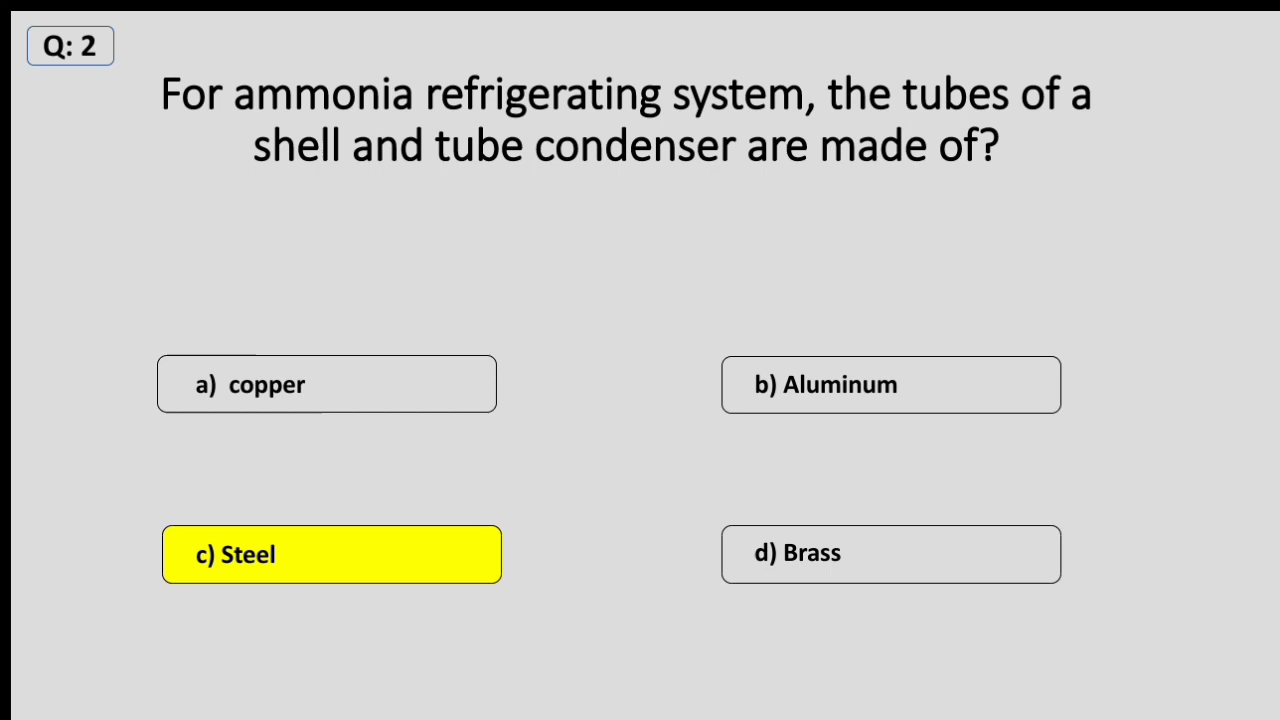 Q: 2
For ammonia refrigerating system, the tubes of a
shell and tube condenser are made of?
a) copper
b) Aluminum
c) Steel
d) Brass